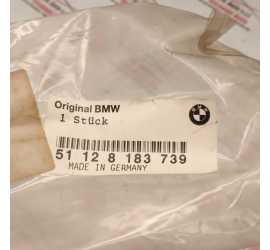 Original BMW
1 Stück
51 12 8 183 739
MADE IN GERMANY